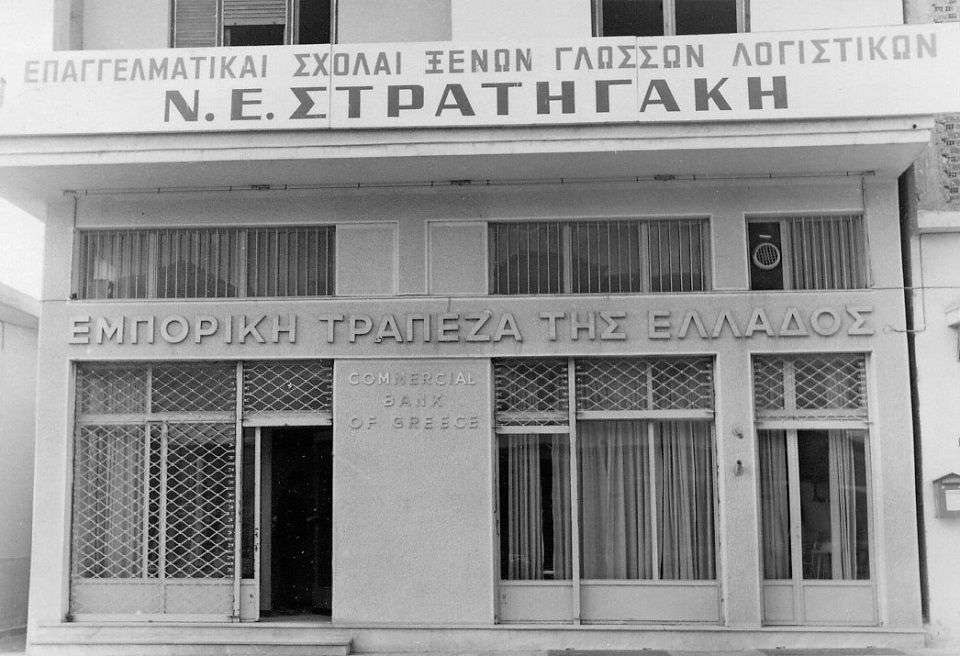 ΕΠΑΓΓΕΛΜΑΤΙΚΑΙ ΣΧΟΛΑΙ ΞΕΝΩΝ ΓΛΩΣΣΩΝ ΛΟΓΙΣΤΙΚΩΝ
Ν.Ε.ΣΤΡΑΤΗΓΑΚΗ
ΕΜΠΟΡΙΚΗ ΤΡΑΠΕΖΑ ΤΗΣ ΕΛΛΑΔΟΣ
COMMERCIAL
BANK
OF GREECE